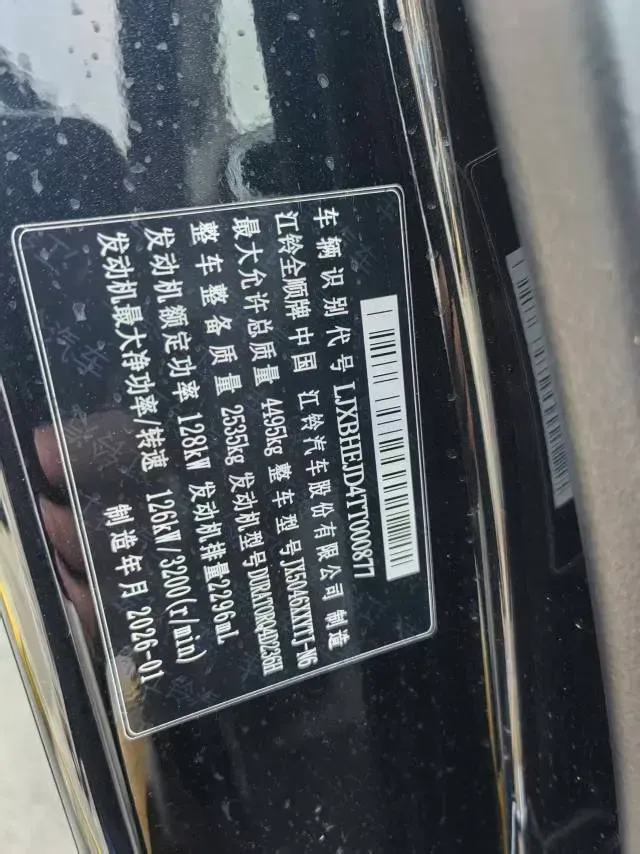 车辆识别代号 LJXBHEJD4TT000877
江铃全顺牌 中国 江铃汽车股份有限公司 制造
最大允许总质量 4495kg 整车型号 JX5046XXYTJ-N6
整车整备质量 2535kg 发动机型号 DURATORQ4D236H
发动机额定功率 128kW 发动机排量 2296mL
发动机最大净功率/转速 126kW/3200(r/min)
制造年月 2026-01